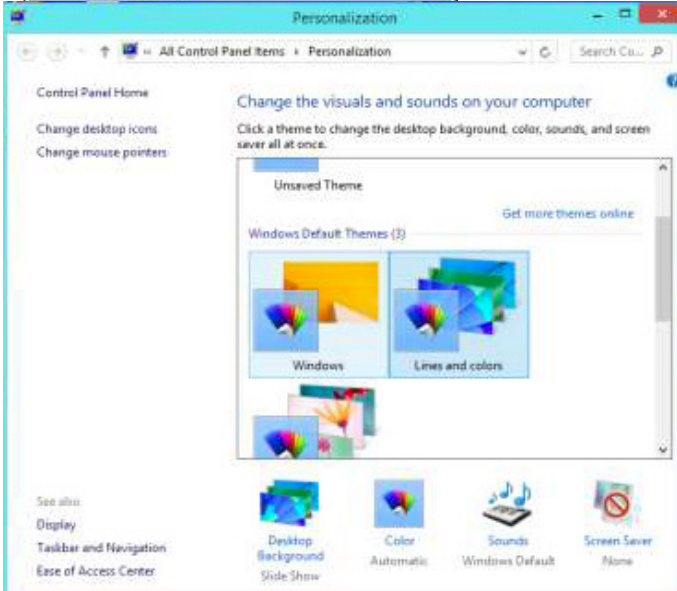 Personalization
« All Control Panel Items › Personalization
Search Co...
Control Panel Home
Change desktop icons
Change mouse pointers
Change the visuals and sounds on your computer
Click a theme to change the desktop background, color, sounds, and screen
saver all at once.
Unsaved Theme
Get more themes online
Windows Default Themes (3)
Windows
Lines and colors
See also
Display
Taskbar and Navigation
Ease of Access Center
Desktop
Background
Slide Show
Color
Automatic
Sounds
Windows Default
Screen Saver
None